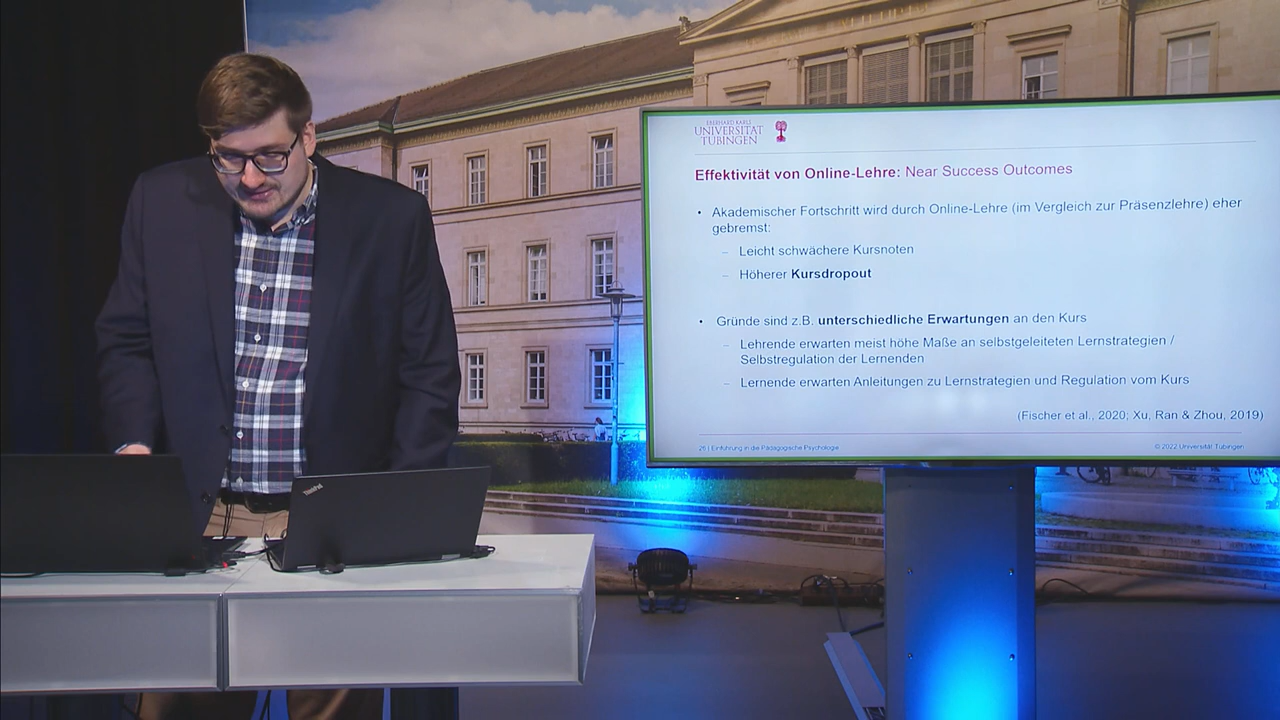 EBERHARD KARLS
UNIVERSITÄT
TÜBINGEN
Effektivität von Online-Lehre: Near Success Outcomes
• Akademischer Fortschritt wird durch Online-Lehre (im Vergleich zur Präsenzlehre) eher
gebremst:
– Leicht schwächere Kursnoten
– Höherer Kursdropout
• Gründe sind z.B. unterschiedliche Erwartungen an den Kurs
– Lehrende erwarten meist hohe Maße an selbstgeleiteten Lernstrategien /
Selbstregulation der Lernenden
– Lernende erwarten Anleitungen zu Lernstrategien und Regulation vom Kurs
(Fischer et al., 2020; Xu, Ran & Zhou, 2019)
26 | Einführung in die Pädagogische Psychologie
© 2022 Universität Tübingen
ThinkPad